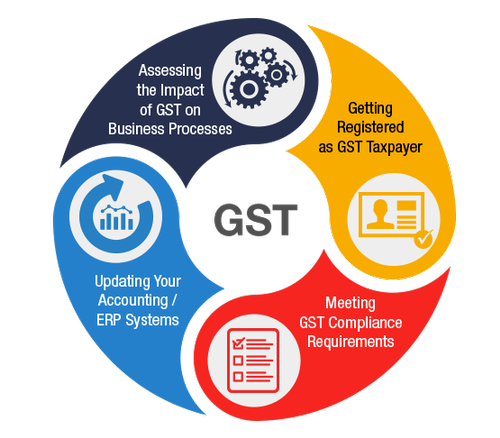 Assessing
the Impact
of GST on
Business Processes
Getting
Registered
as GST Taxpayer
GST
Updating Your
Accounting /
ERP Systems
Meeting
GST Compliance
Requirements